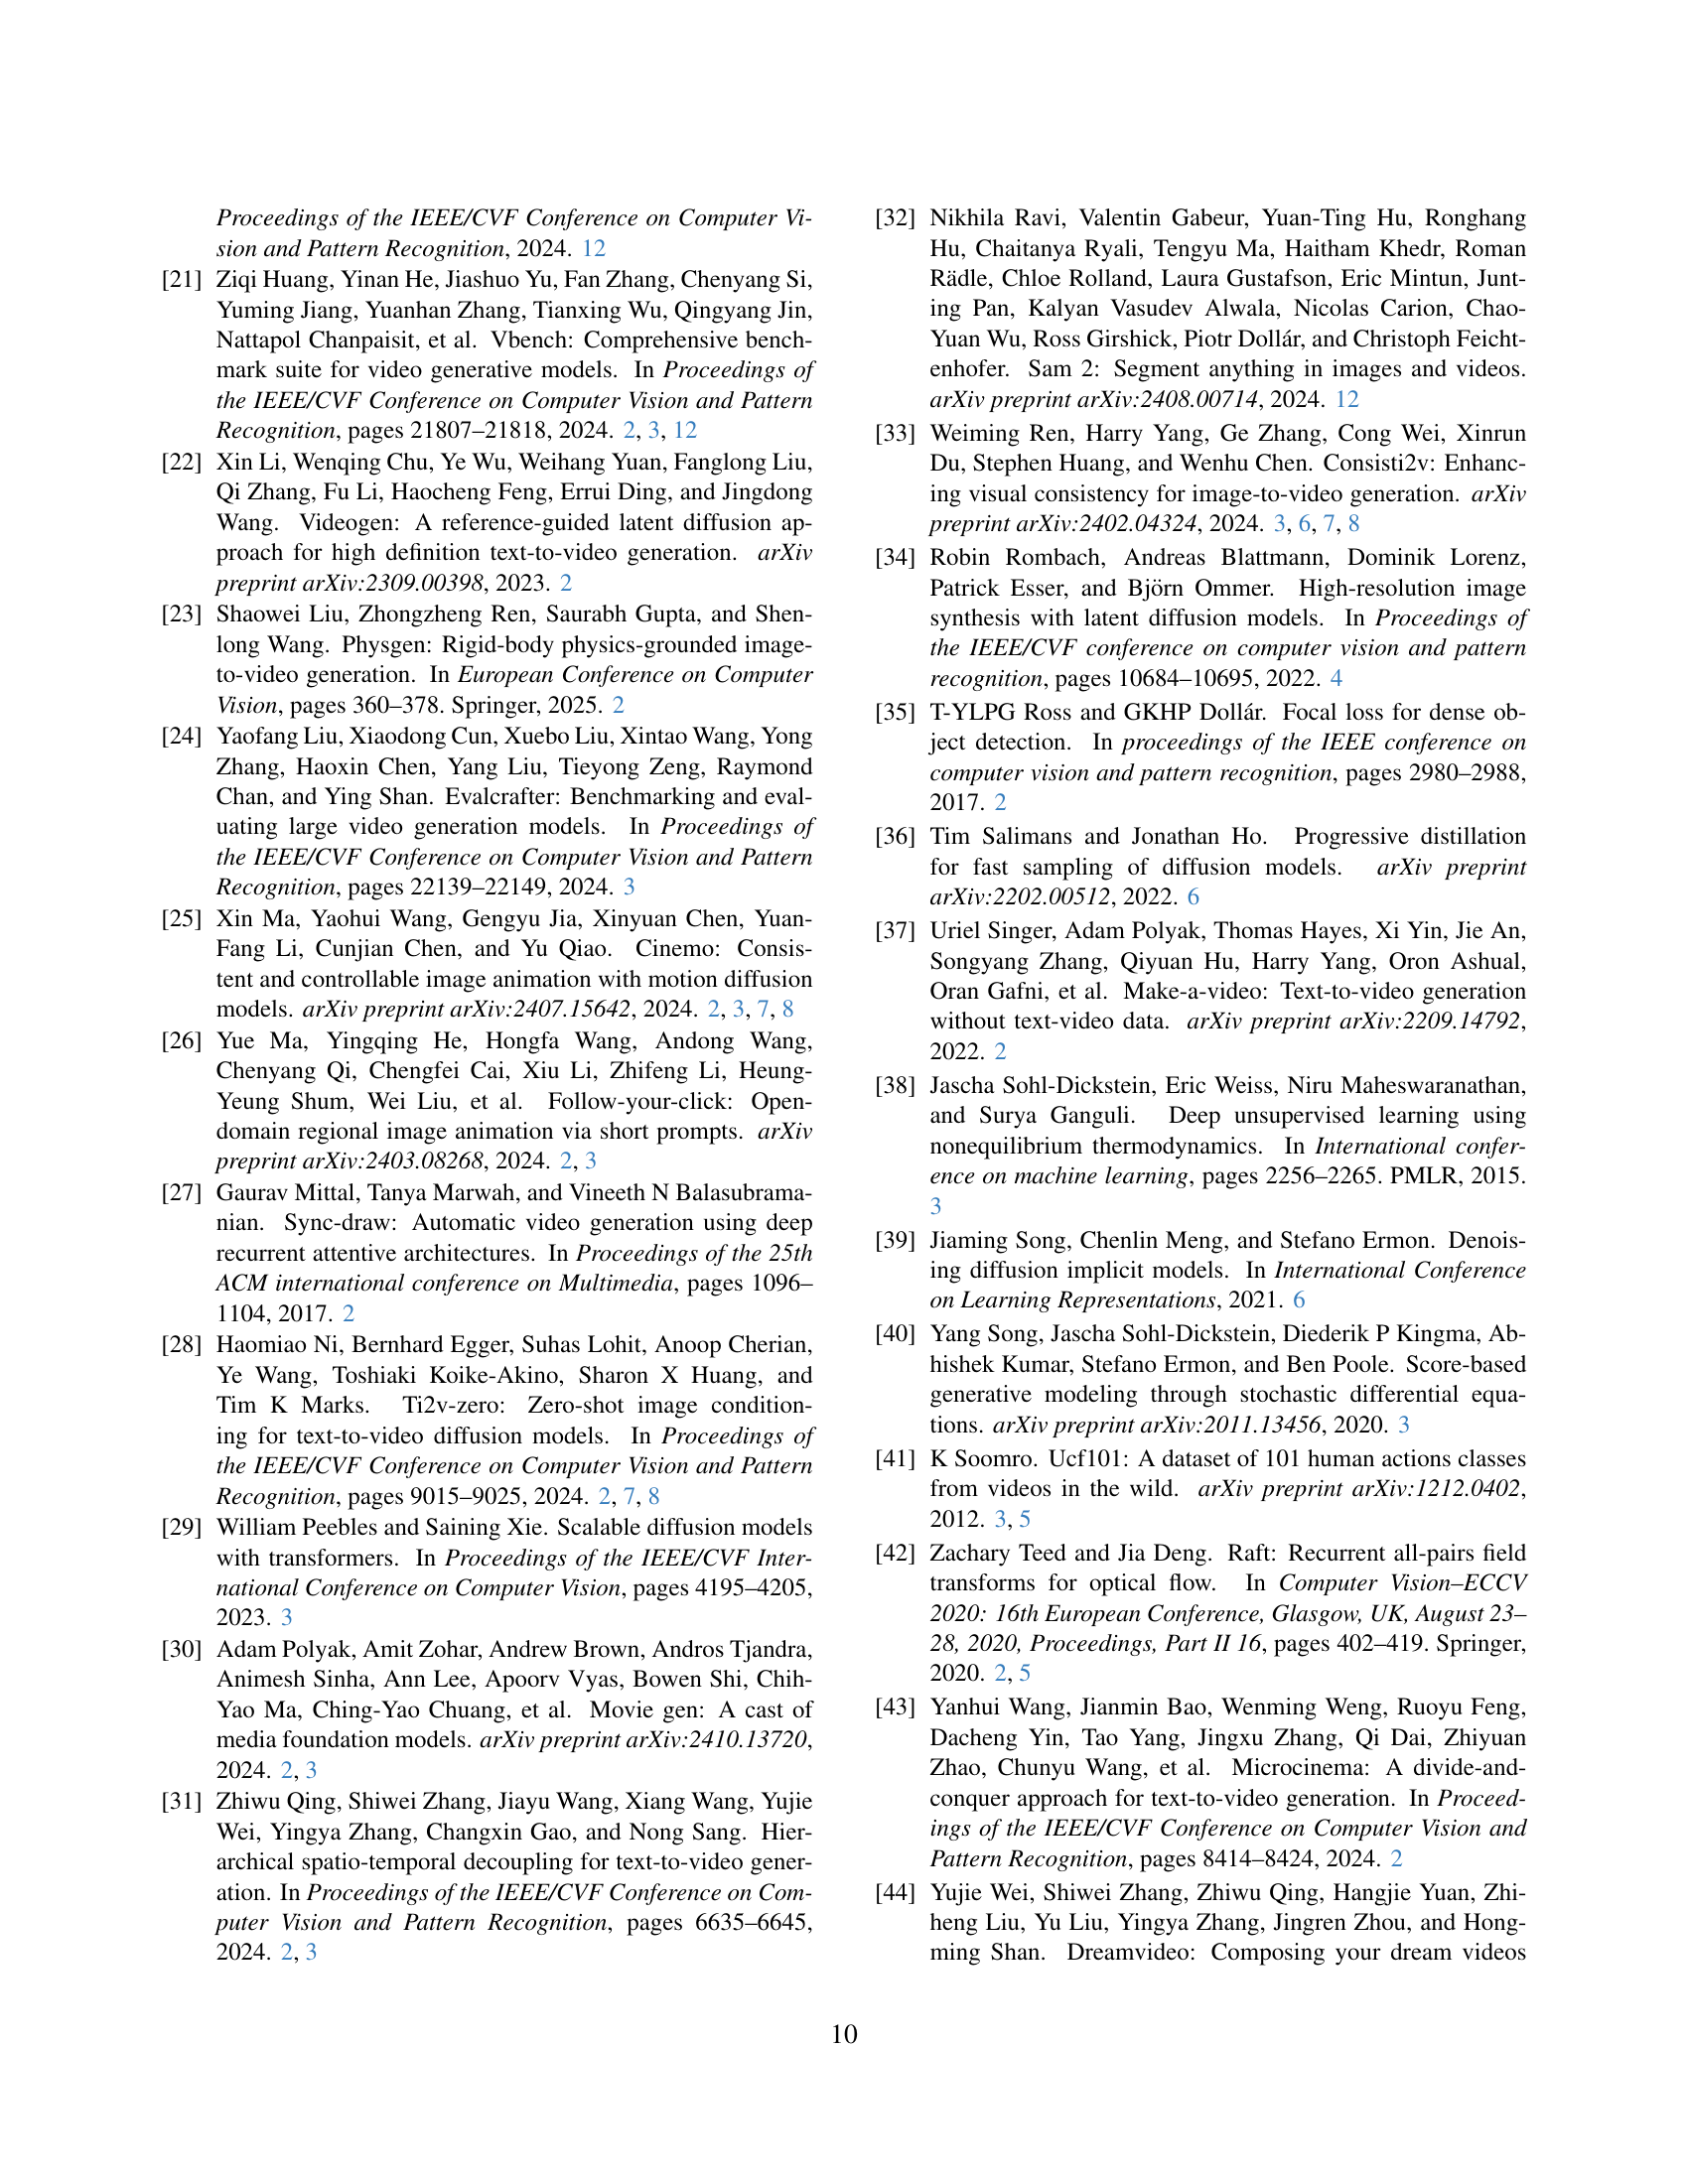 Proceedings of the IEEE/CVF Conference on Computer Vi-
sion and Pattern Recognition, 2024. 12
[21] Ziqi Huang, Yinan He, Jiashuo Yu, Fan Zhang, Chenyang Si,
Yuming Jiang, Yuanhan Zhang, Tianxing Wu, Qingyang Jin,
Nattapol Chanpaisit, et al. Vbench: Comprehensive bench-
mark suite for video generative models. In Proceedings of
the IEEE/CVF Conference on Computer Vision and Pattern
Recognition, pages 21807–21818, 2024. 2, 3, 12
[22] Xin Li, Wenqing Chu, Ye Wu, Weihang Yuan, Fanglong Liu,
Qi Zhang, Fu Li, Haocheng Feng, Errui Ding, and Jingdong
Wang. Videogen: A reference-guided latent diffusion ap-
proach for high definition text-to-video generation. arXiv
preprint arXiv:2309.00398, 2023. 2
[23] Shaowei Liu, Zhongzheng Ren, Saurabh Gupta, and Shen-
long Wang. Physgen: Rigid-body physics-grounded image-
to-video generation. In European Conference on Computer
Vision, pages 360–378. Springer, 2025. 2
[24] Yaofang Liu, Xiaodong Cun, Xuebo Liu, Xintao Wang, Yong
Zhang, Haoxin Chen, Yang Liu, Tieyong Zeng, Raymond
Chan, and Ying Shan. Evalcrafter: Benchmarking and eval-
uating large video generation models. In Proceedings of
the IEEE/CVF Conference on Computer Vision and Pattern
Recognition, pages 22139–22149, 2024. 3
[25] Xin Ma, Yaohui Wang, Gengyu Jia, Xinyuan Chen, Yuan-
Fang Li, Cunjian Chen, and Yu Qiao. Cinemo: Consis-
tent and controllable image animation with motion diffusion
models. arXiv preprint arXiv:2407.15642, 2024. 2, 3, 7, 8
[26] Yue Ma, Yingqing He, Hongfa Wang, Andong Wang,
Chenyang Qi, Chengfei Cai, Xiu Li, Zhifeng Li, Heung-
Yeung Shum, Wei Liu, et al. Follow-your-click: Open-
domain regional image animation via short prompts. arXiv
preprint arXiv:2403.08268, 2024. 2, 3
[27] Gaurav Mittal, Tanya Marwah, and Vineeth N Balasubrama-
nian. Sync-draw: Automatic video generation using deep
recurrent attentive architectures. In Proceedings of the 25th
ACM international conference on Multimedia, pages 1096–
1104, 2017. 2
[28] Haomiao Ni, Bernhard Egger, Suhas Lohit, Anoop Cherian,
Ye Wang, Toshiaki Koike-Akino, Sharon X Huang, and
Tim K Marks. Ti2v-zero: Zero-shot image condition-
ing for text-to-video diffusion models. In Proceedings of
the IEEE/CVF Conference on Computer Vision and Pattern
Recognition, pages 9015–9025, 2024. 2, 7, 8
[29] William Peebles and Saining Xie. Scalable diffusion models
with transformers. In Proceedings of the IEEE/CVF Inter-
national Conference on Computer Vision, pages 4195–4205,
2023. 3
[30] Adam Polyak, Amit Zohar, Andrew Brown, Andros Tjandra,
Animesh Sinha, Ann Lee, Apoorv Vyas, Bowen Shi, Chih-
Yao Ma, Ching-Yao Chuang, et al. Movie gen: A cast of
media foundation models. arXiv preprint arXiv:2410.13720,
2024. 2, 3
[31] Zhiwu Qing, Shiwei Zhang, Jiayu Wang, Xiang Wang, Yujie
Wei, Yingya Zhang, Changxin Gao, and Nong Sang. Hier-
archical spatio-temporal decoupling for text-to-video gener-
ation. In Proceedings of the IEEE/CVF Conference on Com-
puter Vision and Pattern Recognition, pages 6635–6645,
2024. 2, 3
[32] Nikhila Ravi, Valentin Gabeur, Yuan-Ting Hu, Ronghang
Hu, Chaitanya Ryali, Tengyu Ma, Haitham Khedr, Roman
Rädle, Chloe Rolland, Laura Gustafson, Eric Mintun, Junt-
ing Pan, Kalyan Vasudev Alwala, Nicolas Carion, Chao-
Yuan Wu, Ross Girshick, Piotr Dollár, and Christoph Feicht-
enhofer. Sam 2: Segment anything in images and videos.
arXiv preprint arXiv:2408.00714, 2024. 12
[33] Weiming Ren, Harry Yang, Ge Zhang, Cong Wei, Xinrun
Du, Stephen Huang, and Wenhu Chen. Consisti2v: Enhanc-
ing visual consistency for image-to-video generation. arXiv
preprint arXiv:2402.04324, 2024. 3, 6, 7, 8
[34] Robin Rombach, Andreas Blattmann, Dominik Lorenz,
Patrick Esser, and Björn Ommer. High-resolution image
synthesis with latent diffusion models. In Proceedings of
the IEEE/CVF conference on computer vision and pattern
recognition, pages 10684–10695, 2022. 4
[35] T-YLPG Ross and GKHP Dollár. Focal loss for dense ob-
ject detection. In proceedings of the IEEE conference on
computer vision and pattern recognition, pages 2980–2988,
2017. 2
[36] Tim Salimans and Jonathan Ho. Progressive distillation
for fast sampling of diffusion models. arXiv preprint
arXiv:2202.00512, 2022. 6
[37] Uriel Singer, Adam Polyak, Thomas Hayes, Xi Yin, Jie An,
Songyang Zhang, Qiyuan Hu, Harry Yang, Oron Ashual,
Oran Gafni, et al. Make-a-video: Text-to-video generation
without text-video data. arXiv preprint arXiv:2209.14792,
2022. 2
[38] Jascha Sohl-Dickstein, Eric Weiss, Niru Maheswaranathan,
and Surya Ganguli. Deep unsupervised learning using
nonequilibrium thermodynamics. In International confer-
ence on machine learning, pages 2256–2265. PMLR, 2015.
3
[39] Jiaming Song, Chenlin Meng, and Stefano Ermon. Denois-
ing diffusion implicit models. In International Conference
on Learning Representations, 2021. 6
[40] Yang Song, Jascha Sohl-Dickstein, Diederik P Kingma, Ab-
hishek Kumar, Stefano Ermon, and Ben Poole. Score-based
generative modeling through stochastic differential equa-
tions. arXiv preprint arXiv:2011.13456, 2020. 3
[41] K Soomro. Ucf101: A dataset of 101 human actions classes
from videos in the wild. arXiv preprint arXiv:1212.0402,
2012. 3, 5
[42] Zachary Teed and Jia Deng. Raft: Recurrent all-pairs field
transforms for optical flow. In Computer Vision–ECCV
2020: 16th European Conference, Glasgow, UK, August 23–
28, 2020, Proceedings, Part II 16, pages 402–419. Springer,
2020. 2, 5
[43] Yanhui Wang, Jianmin Bao, Wenming Weng, Ruoyu Feng,
Dacheng Yin, Tao Yang, Jingxu Zhang, Qi Dai, Zhiyuan
Zhao, Chunyu Wang, et al. Microcinema: A divide-and-
conquer approach for text-to-video generation. In Proceed-
ings of the IEEE/CVF Conference on Computer Vision and
Pattern Recognition, pages 8414–8424, 2024. 2
[44] Yujie Wei, Shiwei Zhang, Zhiwu Qing, Hangjie Yuan, Zhi-
heng Liu, Yu Liu, Yingya Zhang, Jingren Zhou, and Hong-
ming Shan. Dreamvideo: Composing your dream videos
10